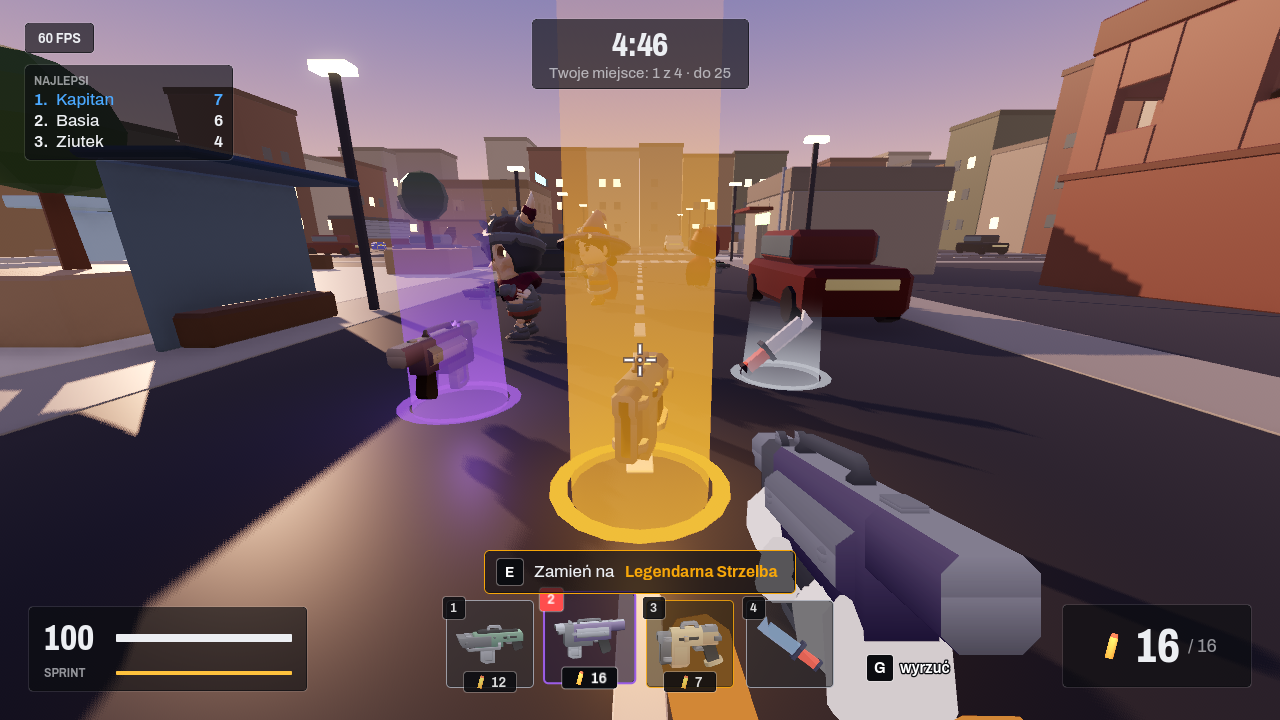 60 FPS
NAJLEPSI
1. Kapitan 7
2. Basia 6
3. Ziutek 4
4:46
Twoje miejsce: 1 z 4 · do 25
E Zamień na Legendarna Strzelba
100
SPRINT
1 2 3 4
12 16 7
G wyrzuć
16 / 16